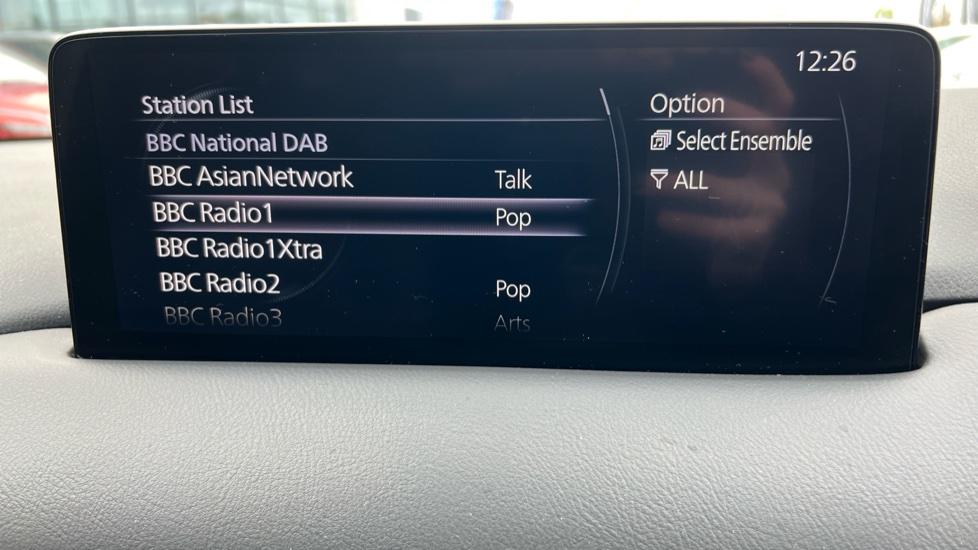 12:26
Station List
BBC National DAB
BBC AsianNetwork Talk
BBC Radio1 Pop
BBC Radio1Xtra
BBC Radio2 Pop
BBC Radio3 Arts
Option
Select Ensemble
ALL